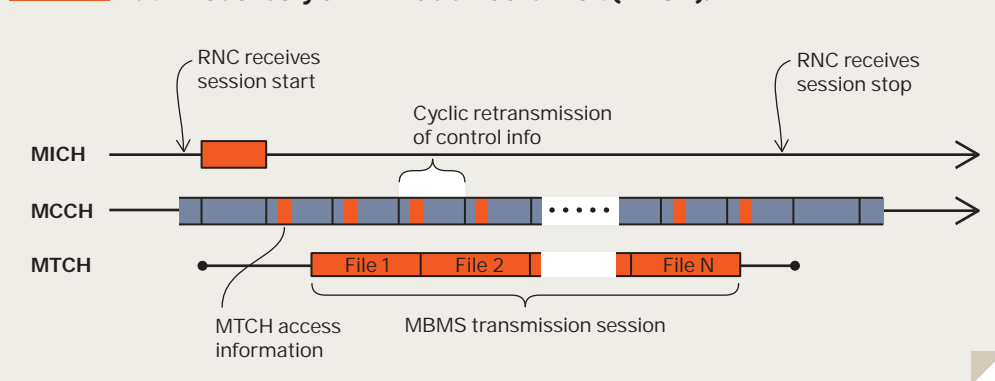 RNC receives
session start
RNC receives
session stop
Cyclic retransmission
of control info
MICH
MCCH
MTCH
File 1
File 2
File N
MTCH access
information
MBMS transmission session